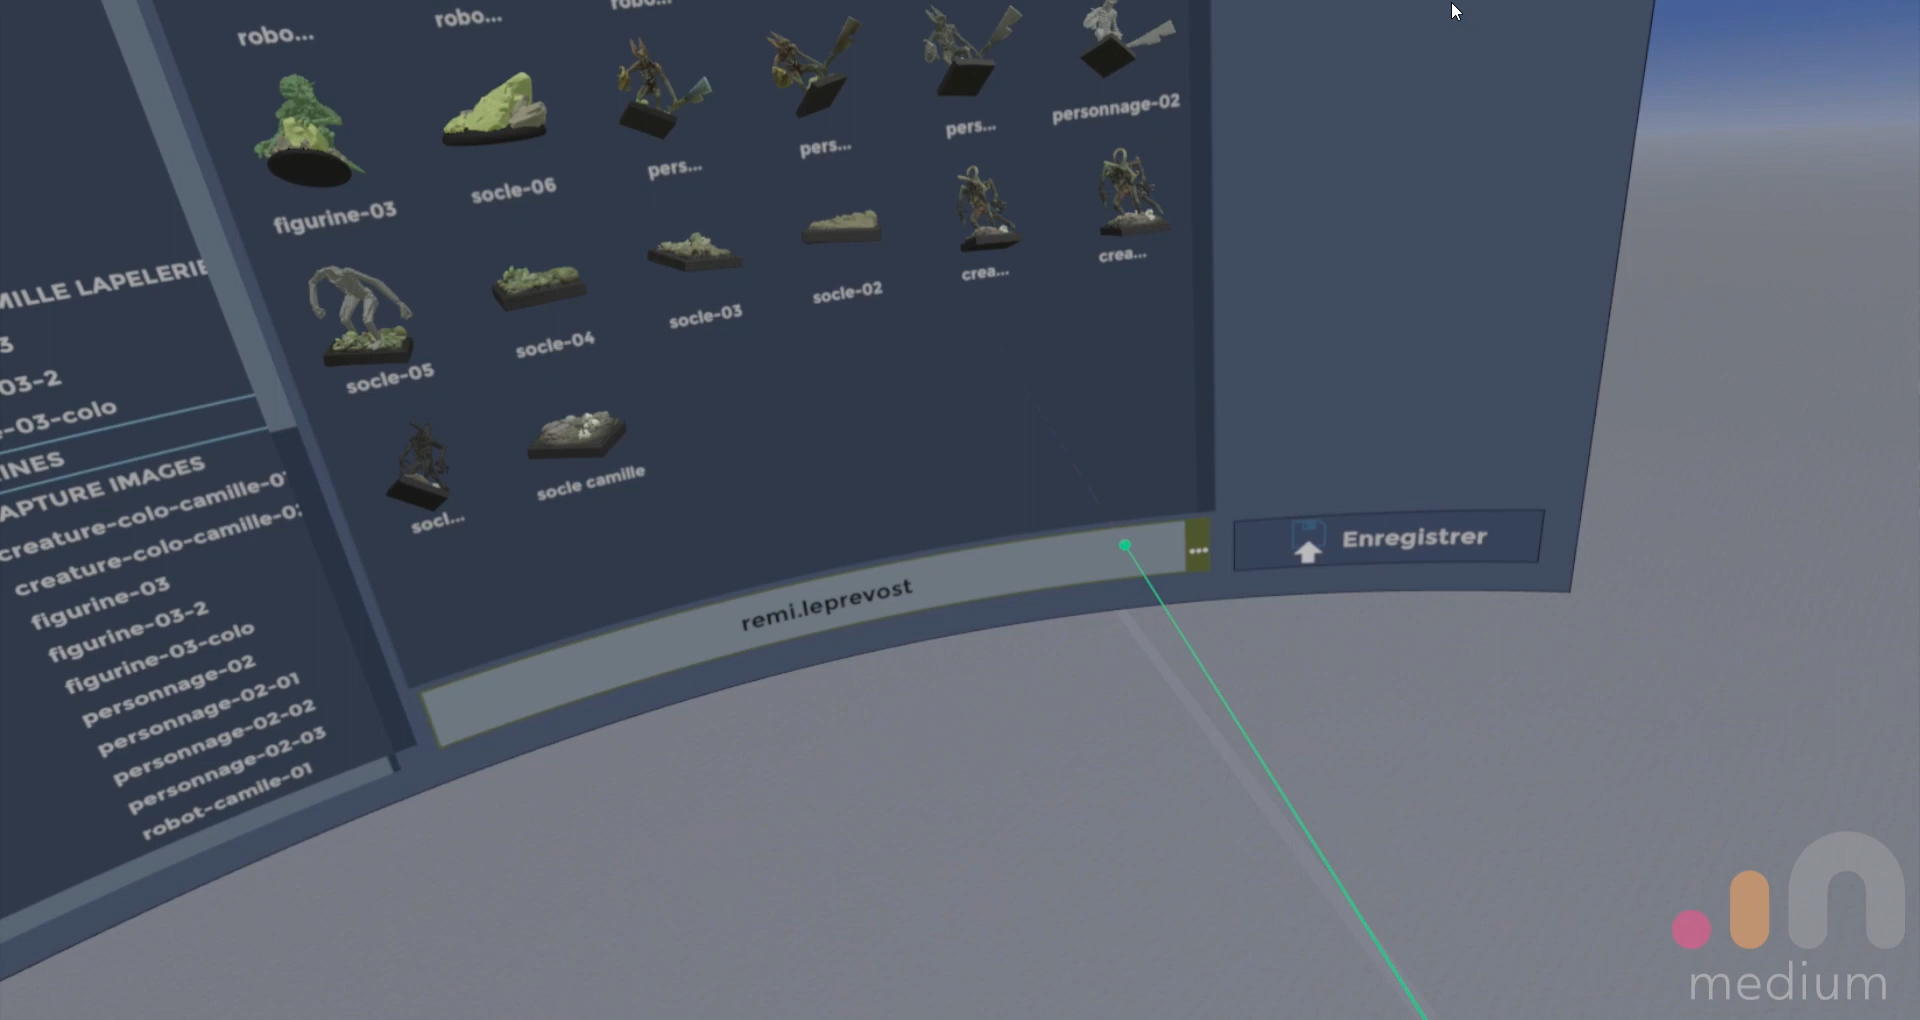 robo...
robo...
robo...
figurine-03
socle-06
pers...
pers...
pers...
personnage-02
socle-05
socle-04
socle-03
socle-02
crea...
crea...
socl...
socle camille
MILLE LAPELERIE
3
03-2
e-03-colo
INES
APTURE IMAGES
creature-colo-camille-0
creature-colo-camille-02
figurine-03
figurine-03-2
figurine-03-colo
personnage-02
personnage-02-01
personnage-02-02
personnage-02-03
robot-camile-01
remi.leprevost
...
Enregistrer
medium